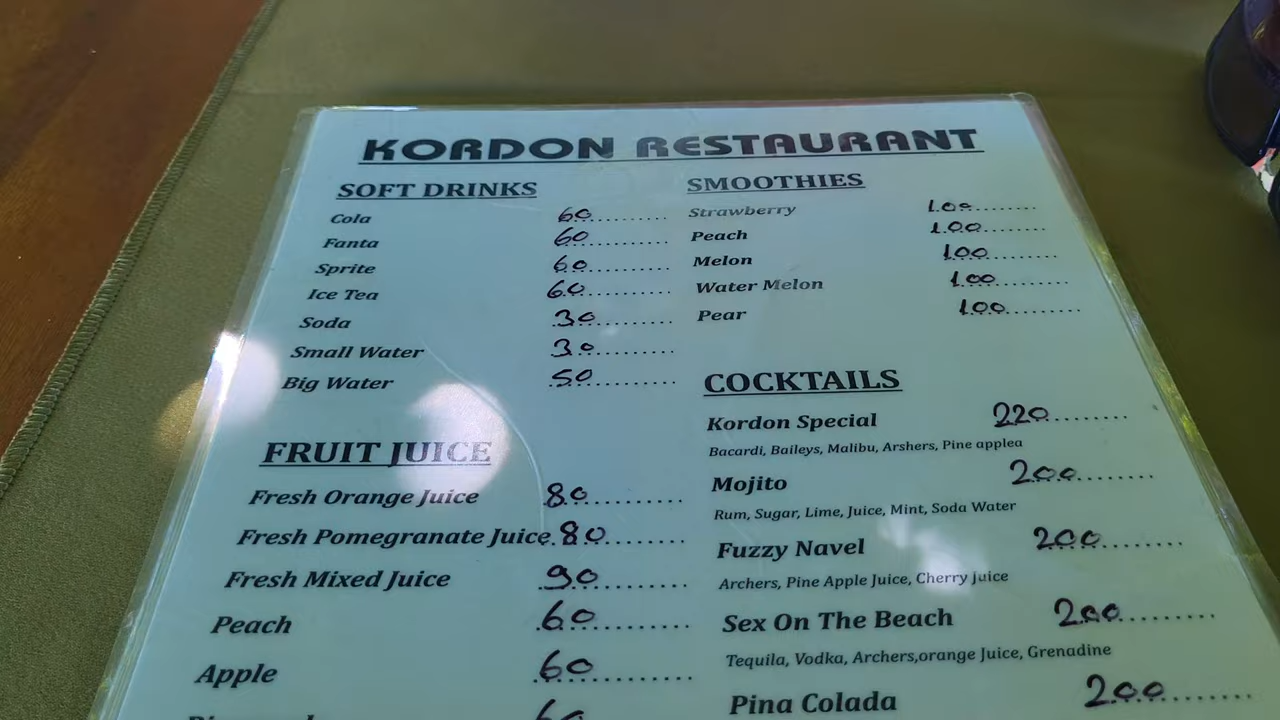 KORDON RESTAURANT
SOFT DRINKS
Cola 60
Fanta 60
Sprite 60
Ice Tea 60
Soda 30
Small Water 30
Big Water 50
FRUIT JUICE
Fresh Orange Juice 80
Fresh Pomegranate Juice 80
Fresh Mixed Juice 90
Peach 60
Apple 60
60
SMOOTHIES
Strawberry 100
Peach 100
Melon 100
Water Melon 100
Pear 100
COCKTAILS
Kordon Special 220
Bacardi, Baileys, Malibu, Arshers, Pine applea
Mojito 200
Rum, Sugar, Lime, Juice, Mint, Soda Water
Fuzzy Navel 200
Archers, Pine Apple Juice, Cherry Juice
Sex On The Beach 200
Tequila, Vodka, Archers,orange Juice, Grenadine
Pina Colada 200